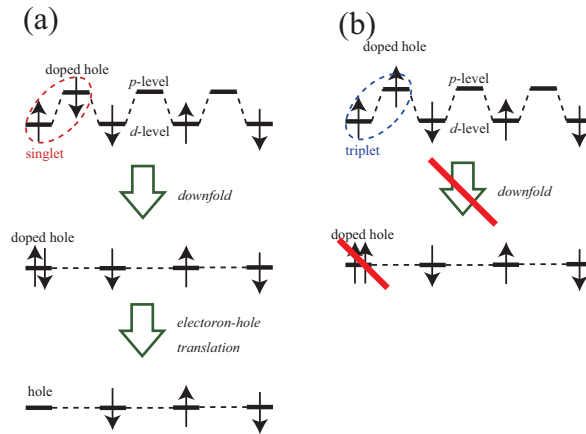 (a)
doped hole
p-level
d-level
singlet
downfold
doped hole
electoron-hole
translation
hole
(b)
doped hole
p-level
d-level
triplet
downfold
doped hole